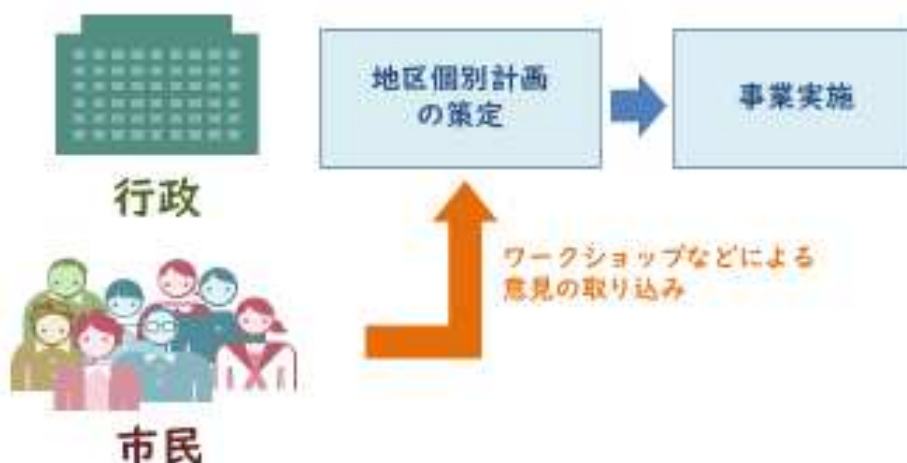 地区個別計画
の策定
事業実施
行政
ワークショップなどによる
意見の取り込み
市民